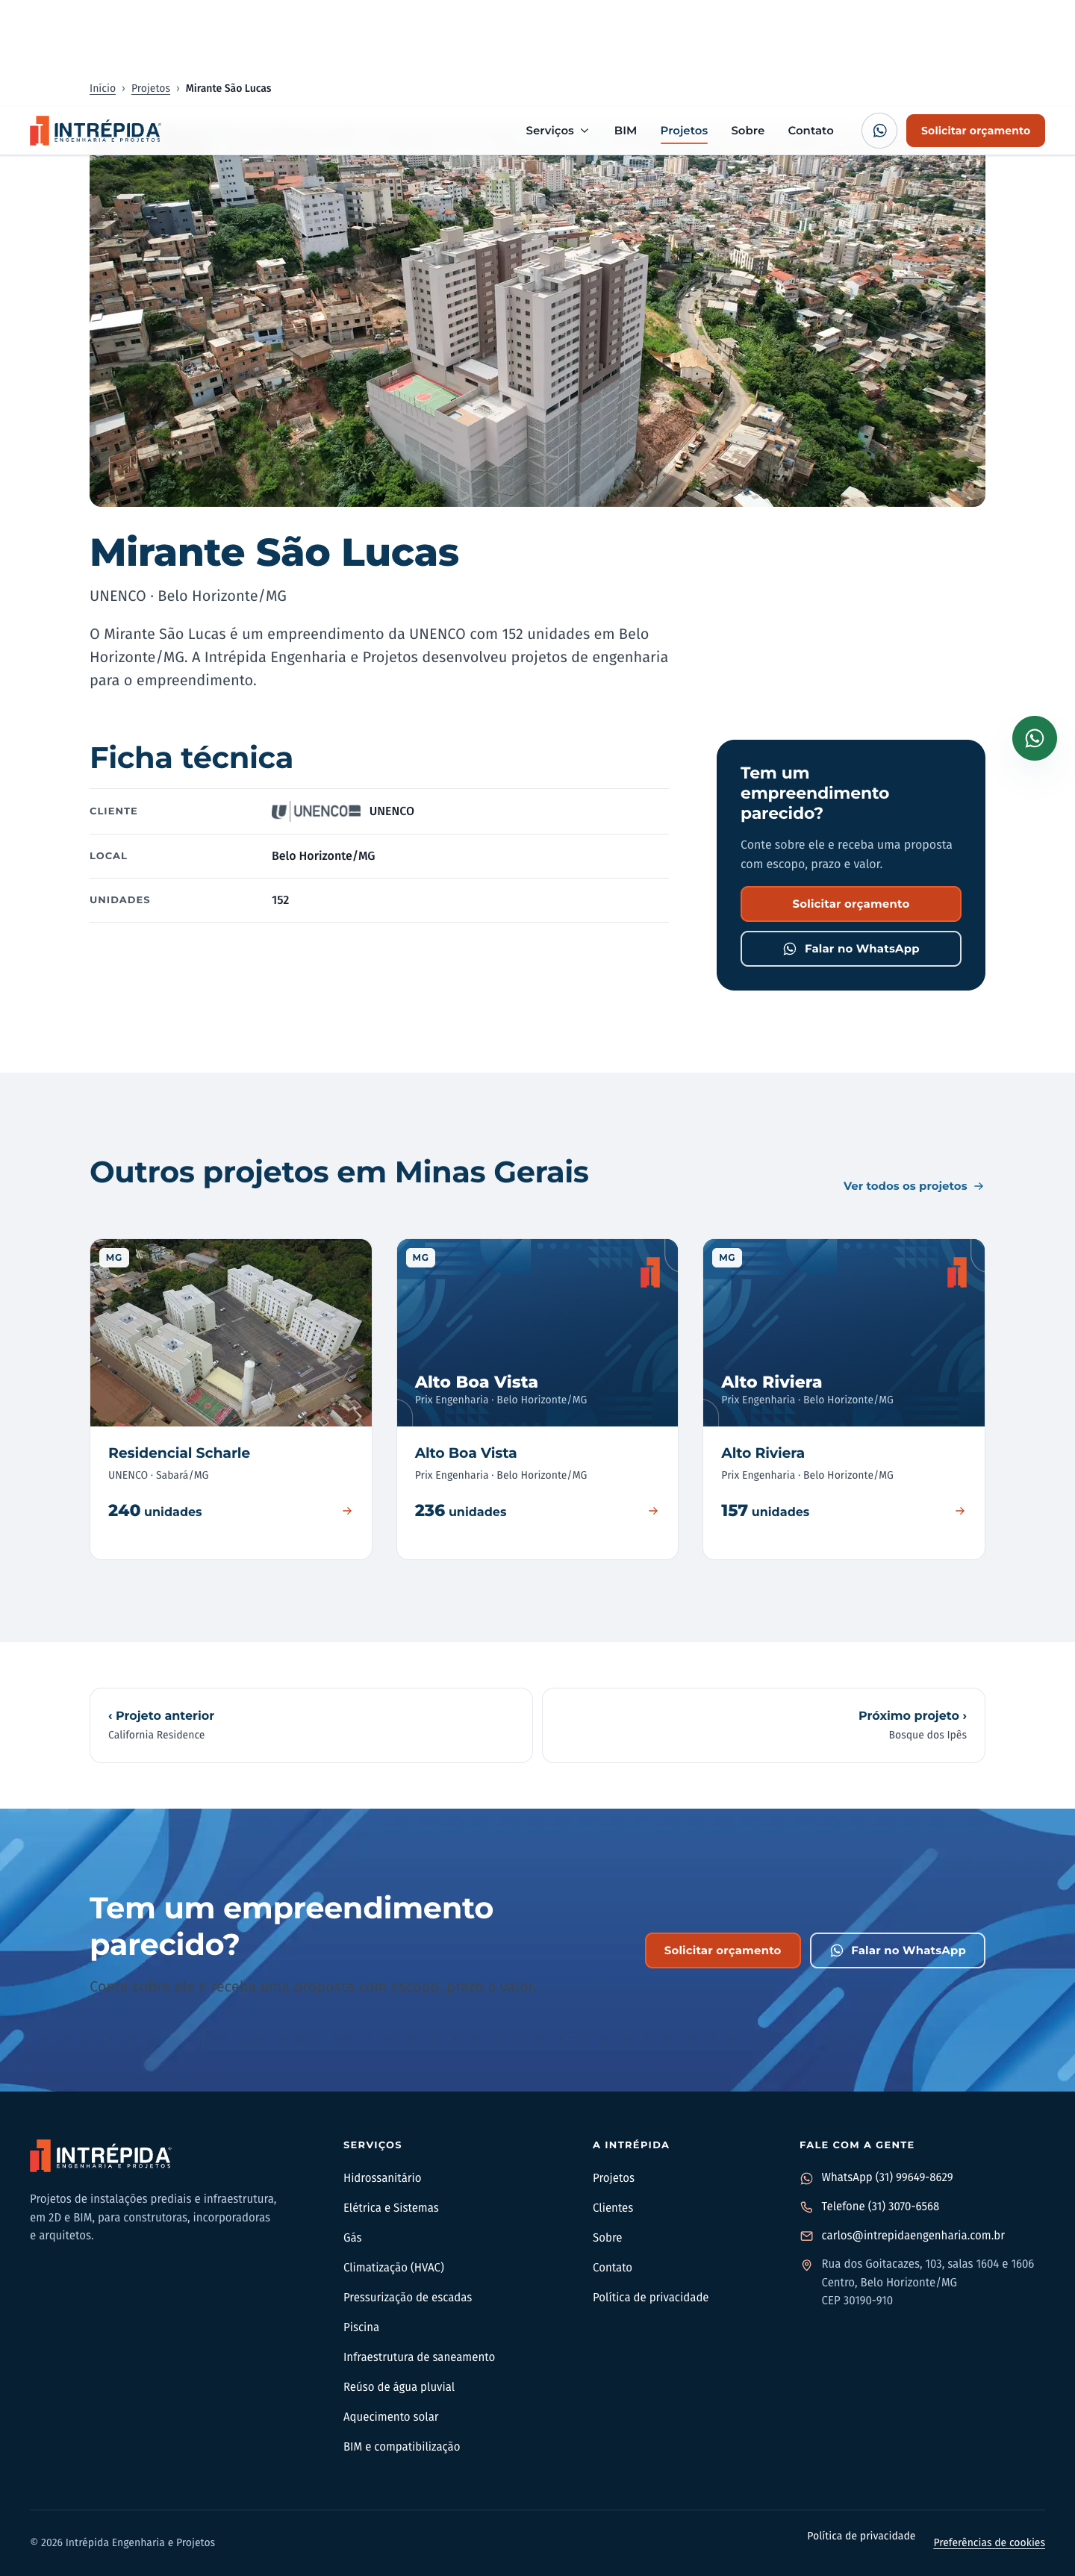 Início › Projetos › Mirante São Lucas
INTRÉPIDA
ENGENHARIA E PROJETOS
Serviços BIM Projetos Sobre Contato Solicitar orçamento
Mirante São Lucas
UNENCO · Belo Horizonte/MG
O Mirante São Lucas é um empreendimento da UNENCO com 152 unidades em Belo
Horizonte/MG. A Intrépida Engenharia e Projetos desenvolveu projetos de engenharia
para o empreendimento.
Ficha técnica
CLIENTE UNENCO UNENCO
LOCAL Belo Horizonte/MG
UNIDADES 152
Tem um
empreendimento
parecido?
Conte sobre ele e receba uma proposta
com escopo, prazo e valor.
Solicitar orçamento
Falar no WhatsApp
Outros projetos em Minas Gerais
Ver todos os projetos →
MG
Residencial Scharle
UNENCO · Sabará/MG
240 unidades →
MG
Alto Boa Vista
Prix Engenharia · Belo Horizonte/MG
Alto Boa Vista
Prix Engenharia · Belo Horizonte/MG
236 unidades →
MG
Alto Riviera
Prix Engenharia · Belo Horizonte/MG
Alto Riviera
Prix Engenharia · Belo Horizonte/MG
157 unidades →
‹ Projeto anterior
California Residence
Próximo projeto ›
Bosque dos Ipês
Tem um empreendimento
parecido?
Conte sobre ele e receba uma proposta com escopo, prazo e valor.
Solicitar orçamento
Falar no WhatsApp
INTRÉPIDA
ENGENHARIA E PROJETOS
Projetos de instalações prediais e infraestrutura,
em 2D e BIM, para construtoras, incorporadoras
e arquitetos.
SERVIÇOS
Hidrossanitário
Elétrica e Sistemas
Gás
Climatização (HVAC)
Pressurização de escadas
Piscina
Infraestrutura de saneamento
Reúso de água pluvial
Aquecimento solar
BIM e compatibilização
A INTRÉPIDA
Projetos
Clientes
Sobre
Contato
Política de privacidade
FALE COM A GENTE
WhatsApp (31) 99649-8629
Telefone (31) 3070-6568
carlos@intrepidaengenharia.com.br
Rua dos Goitacazes, 103, salas 1604 e 1606
Centro, Belo Horizonte/MG
CEP 30190-910
© 2026 Intrépida Engenharia e Projetos
Política de privacidade
Preferências de cookies